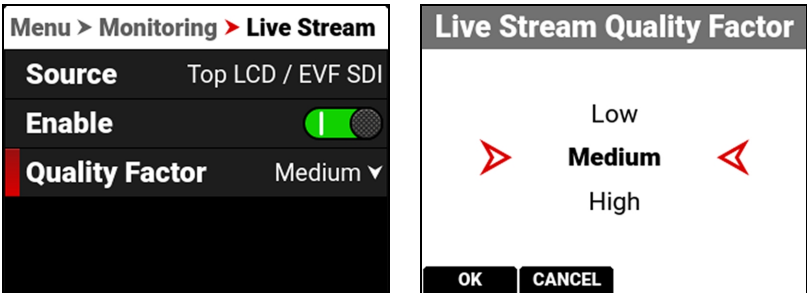 Menu > Monitoring > Live Stream
Source Top LCD / EVF SDI
Enable
Quality Factor Medium
Live Stream Quality Factor
Low
Medium
High
OK CANCEL